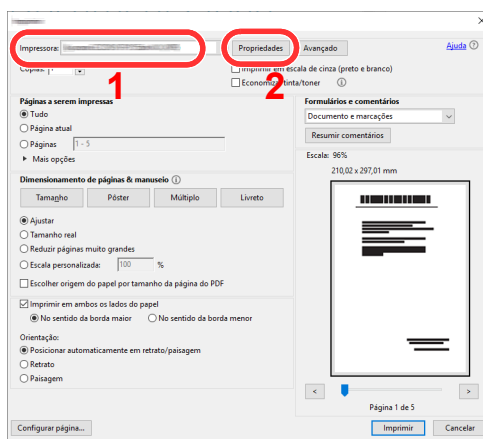 Impressora:
Propriedades
Avançado
Ajuda
1
2
Cópias: 1
Imprimir em escala de cinza (preto e branco)
Economizar tinta/toner
Páginas a serem impressas
Tudo
Página atual
Páginas 1 - 5
Mais opções
Formulários e comentários
Documento e marcações
Resumir comentários
Escala: 96%
210,02 x 297,01 mm
Dimensionamento de páginas & manuseio
Tamanho Pôster Múltiplo Livreto
Ajustar
Tamanho real
Reduzir páginas muito grandes
Escala personalizada: 100 %
Escolher origem do papel por tamanho da página do PDF
Imprimir em ambos os lados do papel
No sentido da borda maior No sentido da borda menor
Orientação:
Posicionar automaticamente em retrato/paisagem
Retrato
Paisagem
< >
Página 1 de 5
Configurar página... Imprimir Cancelar